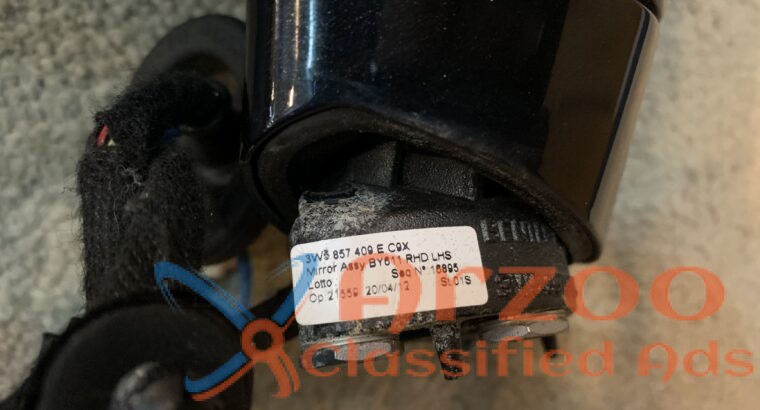 3W5 857 409 E C9X
Mirror Assy BY611 RHD LHS
Lotto Seq N° 16895
Op:21559 20/04/12 St:01S
Arzoo
Classified Ads